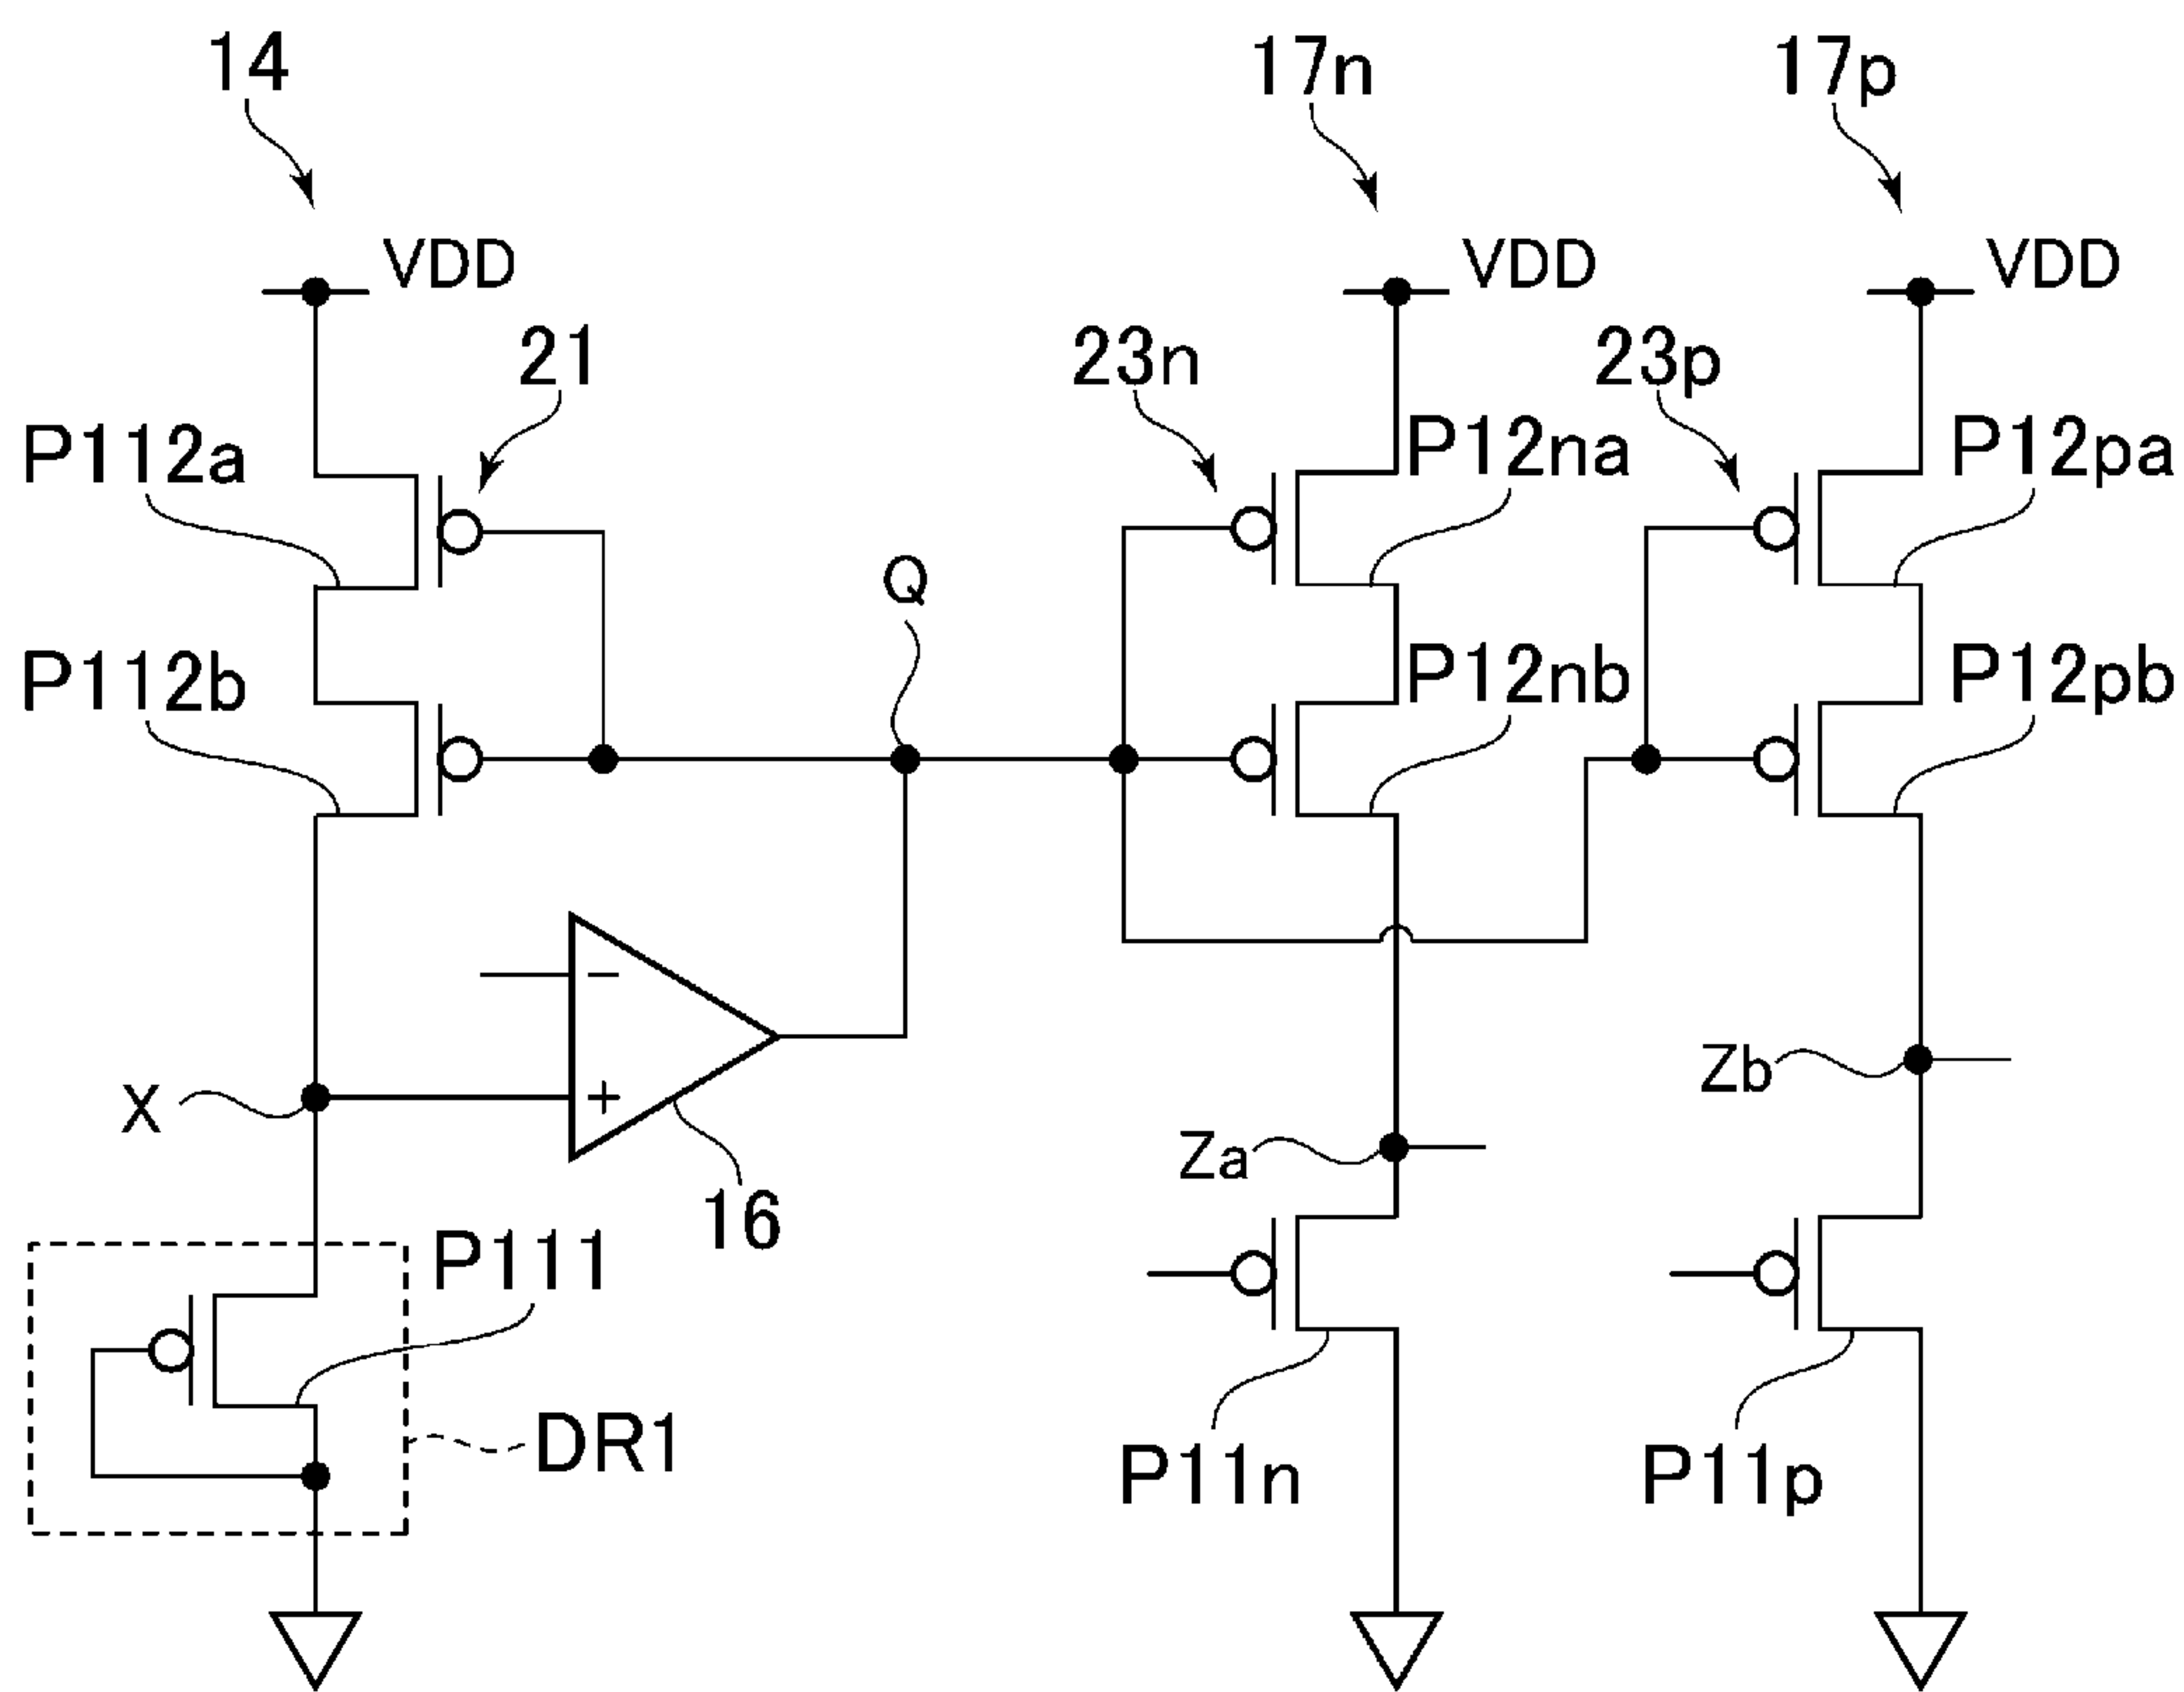 14
17n
17p
VDD
VDD
VDD
21
23n
23p
P112a
P12na
P12pa
Q
P112b
P12nb
P12pb
−
+
X
Zb
Za
16
P111
DR1
P11n
P11p